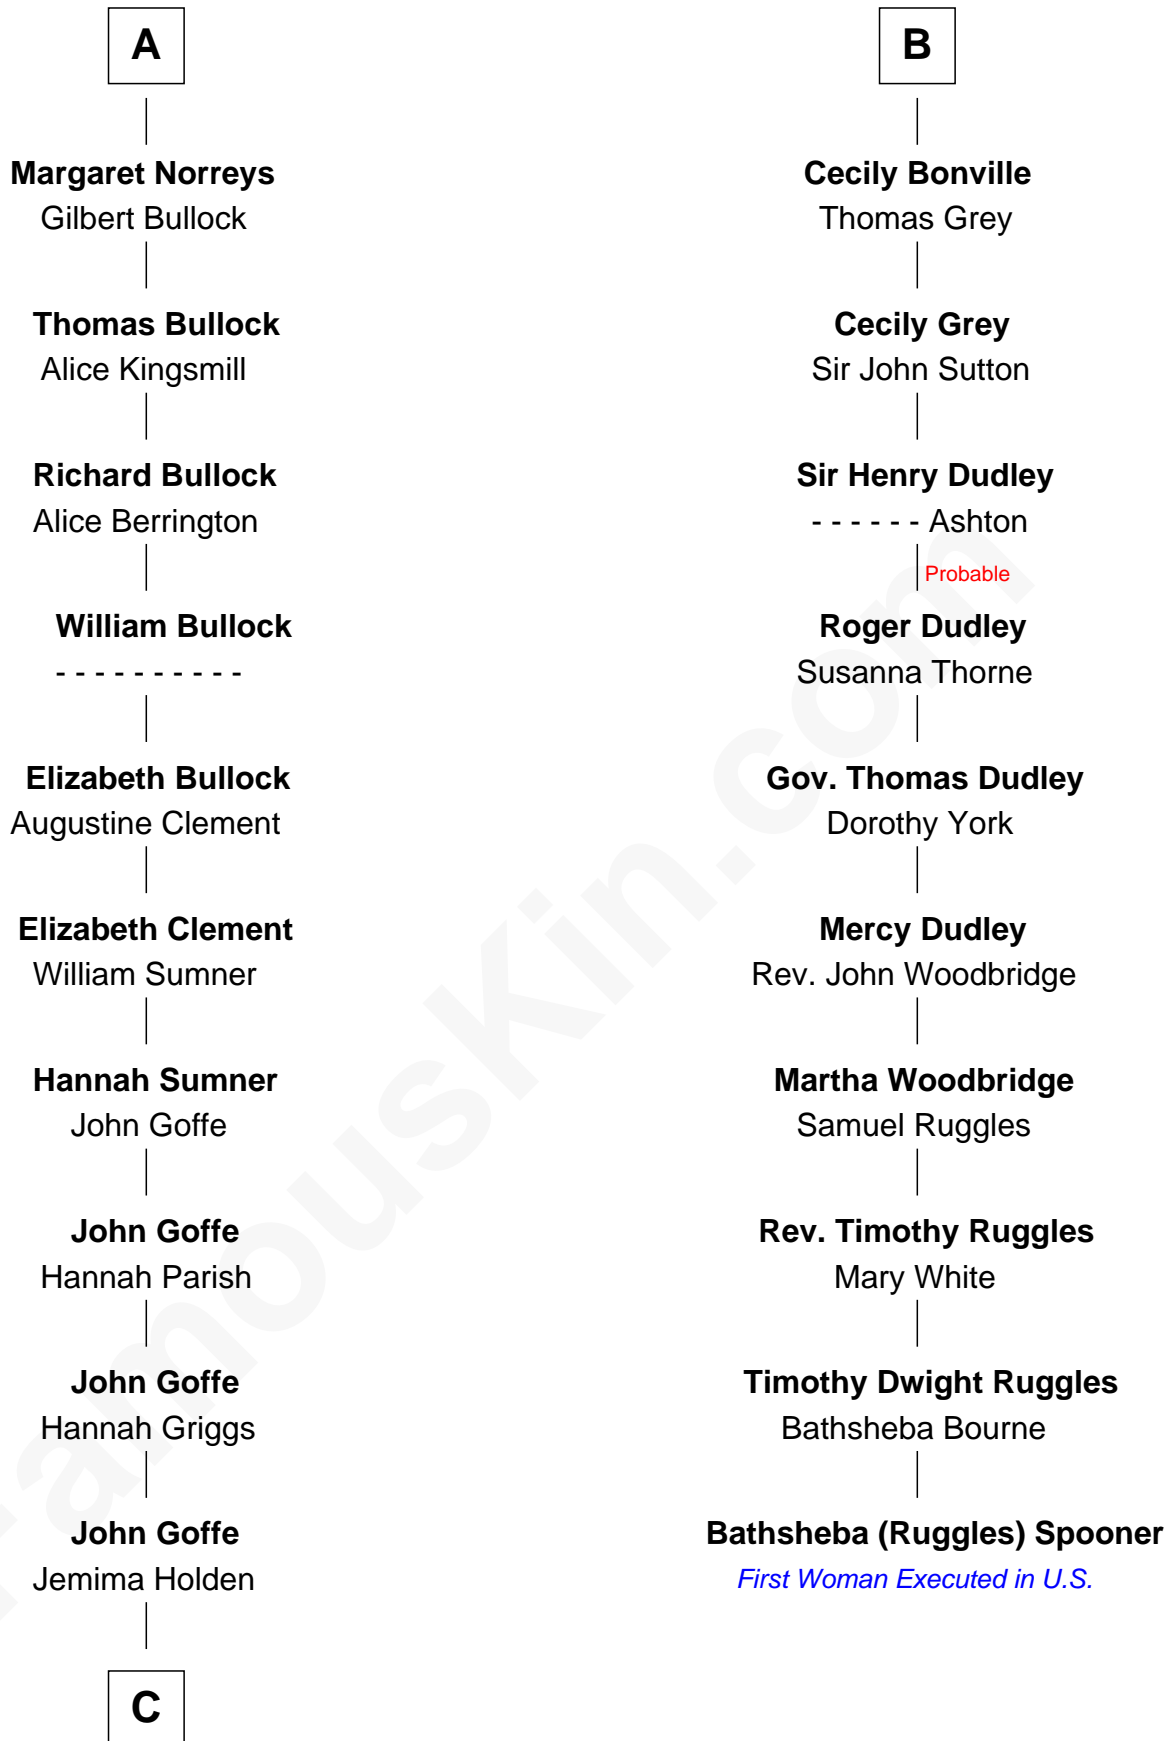 A
Margaret Norreys
Gilbert Bullock
Thomas Bullock
Alice Kingsmill
Richard Bullock
Alice Berrington
William Bullock
- - - - - - - - - -
Elizabeth Bullock
Augustine Clement
Elizabeth Clement
William Sumner
Hannah Sumner
John Goffe
John Goffe
Hannah Parish
John Goffe
Hannah Griggs
John Goffe
Jemima Holden
C
B
Cecily Bonville
Thomas Grey
Cecily Grey
Sir John Sutton
Sir Henry Dudley
- - - - - - Ashton
Probable
Roger Dudley
Susanna Thorne
Gov. Thomas Dudley
Dorothy York
Mercy Dudley
Rev. John Woodbridge
Martha Woodbridge
Samuel Ruggles
Rev. Timothy Ruggles
Mary White
Timothy Dwight Ruggles
Bathsheba Bourne
Bathsheba (Ruggles) Spooner
First Woman Executed in U.S.
FamousKin.com